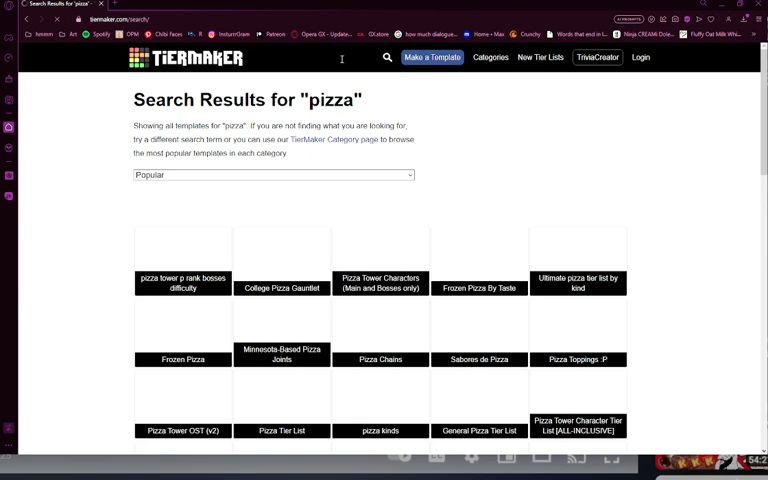 Search Results for "pizza" -
tiermaker.com/search/
AI PROMPTS
hmmm Art Spotify OPM Chibi Faces M.. R InsturrrGram Patreon Opera GX - Update... GX.store how much dialogue... Home • Max Crunchy Words that end in l... Ninja CREAMi Dele... Fluffy Oat Milk Whi...
TiERMAKER Make a Template Categories New Tier Lists TriviaCreator Login
Search Results for "pizza"
Showing all templates for "pizza". If you are not finding what you are looking for,
try a different search term or you can use our TierMaker Category page to browse
the most popular templates in each category.
Popular
pizza tower p rank bosses
difficulty
College Pizza Gauntlet
Pizza Tower Characters
(Main and Bosses only)
Frozen Pizza By Taste
Ultimate pizza tier list by
kind
Frozen Pizza
Minnesota-Based Pizza
Joints
Pizza Chains
Sabores de Pizza
Pizza Toppings :P
Pizza Tower OST (v2)
Pizza Tier List
pizza kinds
General Pizza Tier List
Pizza Tower Character Tier
List [ALL-INCLUSIVE]